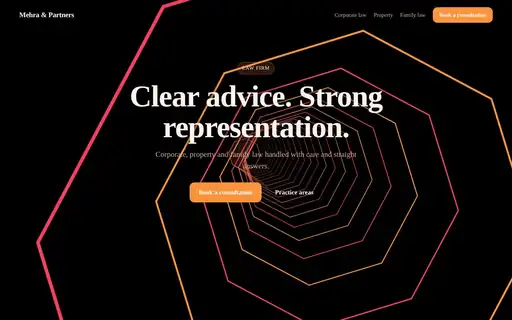 Mehra & Partners
Corporate law Property Family law Book a consultation
LAW FIRM
Clear advice. Strong
representation.
Corporate, property and family law handled with care and straight
answers.
Book a consultation Practice areas